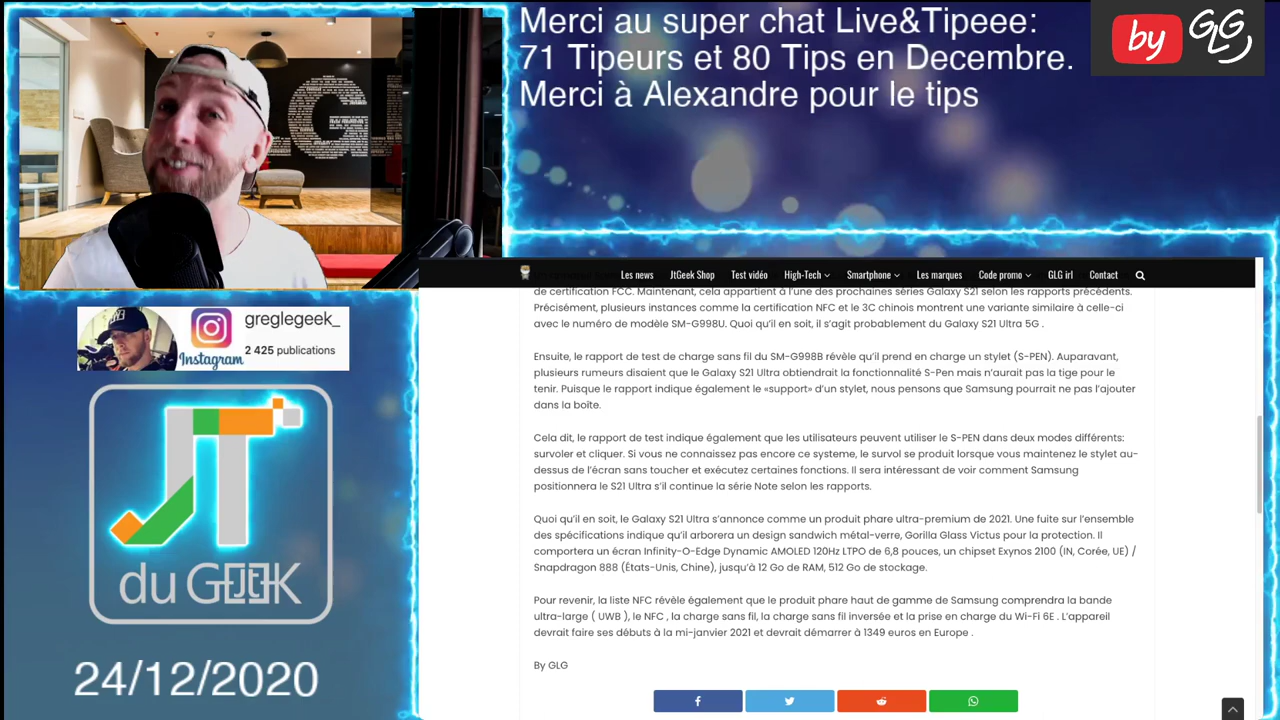 Merci au super chat Live&Tipeee:
71 Tipeurs et 80 Tips en Decembre.
Merci à Alexandre pour le tips
by GLG
greglegeek_
2 425 publications
Instagram
JT
du GEEK
24/12/2020
Les news JtGeek Shop Test vidéo High-Tech Smartphone Les marques Code promo GLG irl Contact
de certification FCC. Maintenant, cela appartient à l'une des prochaines séries Galaxy S21 selon les rapports précédents.
Précisément, plusieurs instances comme la certification NFC et le 3C chinois montrent une variante similaire à celle-ci
avec le numéro de modèle SM-G998U. Quoi qu'il en soit, il s'agit probablement du Galaxy S21 Ultra 5G .
Ensuite, le rapport de test de charge sans fil du SM-G998B révèle qu'il prend en charge un stylet (S-PEN). Auparavant,
plusieurs rumeurs disaient que le Galaxy S21 Ultra obtiendrait la fonctionnalité S-Pen mais n'aurait pas la tige pour le
tenir. Puisque le rapport indique également le «support» d'un stylet, nous pensons que Samsung pourrait ne pas l'ajouter
dans la boîte.
Cela dit, le rapport de test indique également que les utilisateurs peuvent utiliser le S-PEN dans deux modes différents:
survoler et cliquer. Si vous ne connaissez pas encore ce systeme, le survol se produit lorsque vous maintenez le stylet au-
dessus de l'écran sans toucher et exécutez certaines fonctions. Il sera intéressant de voir comment Samsung
positionnera le S21 Ultra s'il continue la série Note selon les rapports.
Quoi qu'il en soit, le Galaxy S21 Ultra s'annonce comme un produit phare ultra-premium de 2021. Une fuite sur l'ensemble
des spécifications indique qu'il arborera un design sandwich métal-verre, Gorilla Glass Victus pour la protection. Il
comportera un écran Infinity-O-Edge Dynamic AMOLED 120Hz LTPO de 6,8 pouces, un chipset Exynos 2100 (IN, Corée, UE) /
Snapdragon 888 (États-Unis, Chine), jusqu'à 12 Go de RAM, 512 Go de stockage.
Pour revenir, la liste NFC révèle également que le produit phare haut de gamme de Samsung comprendra la bande
ultra-large ( UWB ), le NFC , la charge sans fil, la charge sans fil inversée et la prise en charge du Wi-Fi 6E . L'appareil
devrait faire ses débuts à la mi-janvier 2021 et devrait démarrer à 1349 euros en Europe .
By GLG